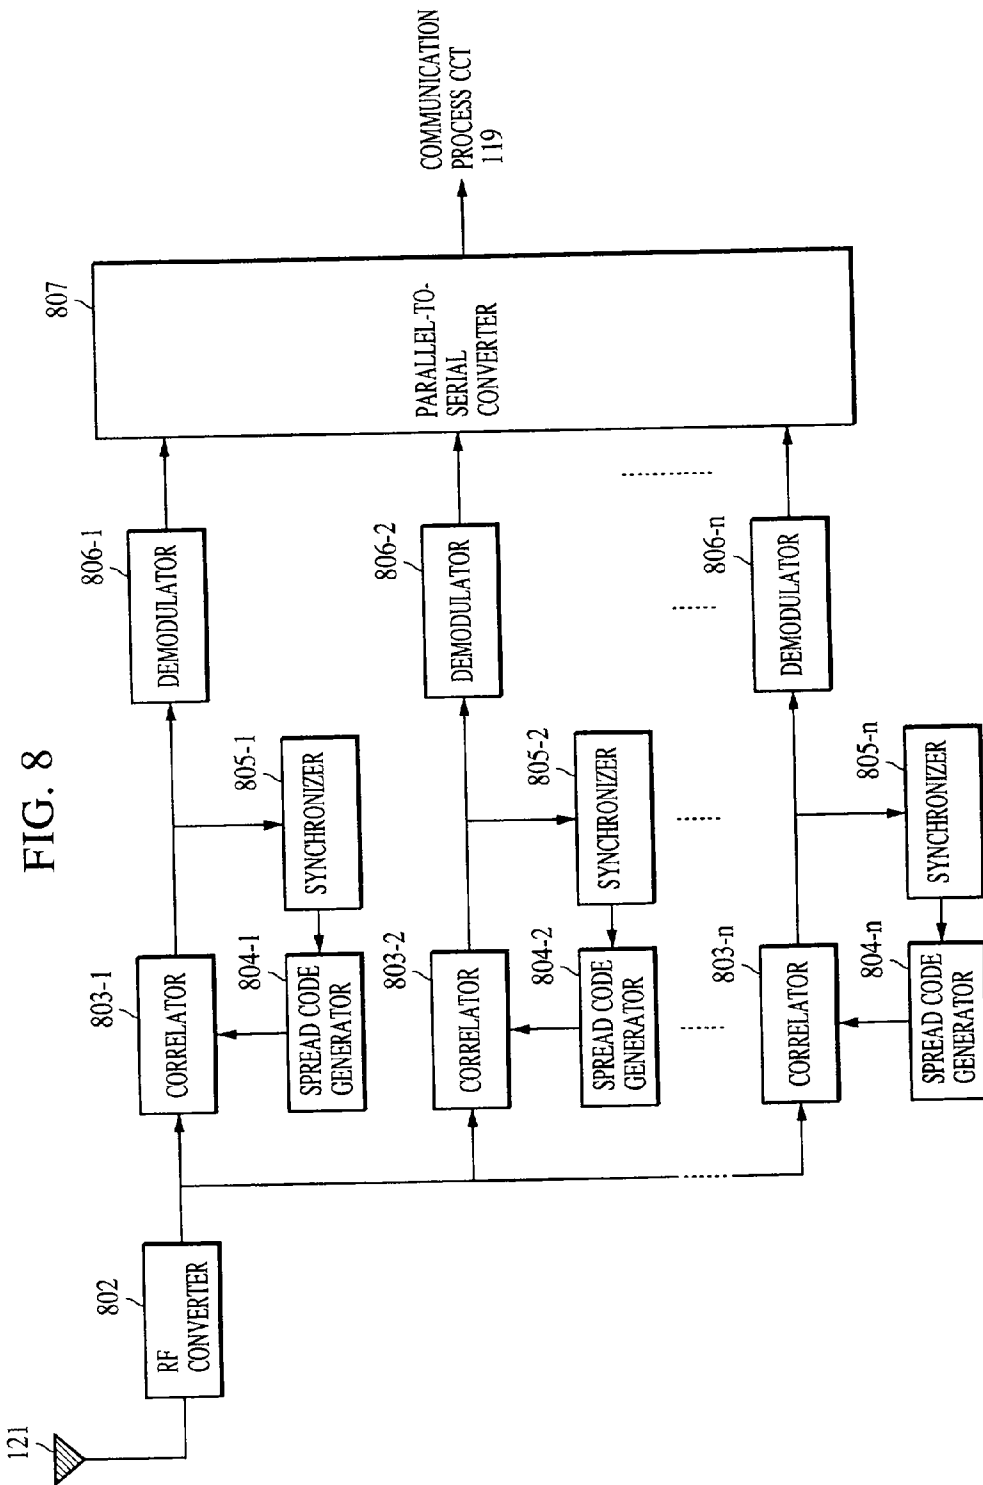 FIG. 8
121
802
RF
CONVERTER
803-1
CORRELATOR
804-1
SPREAD CODE
GENERATOR
805-1
SYNCHRONIZER
806-1
DEMODULATOR
803-2
CORRELATOR
804-2
SPREAD CODE
GENERATOR
805-2
SYNCHRONIZER
806-2
DEMODULATOR
803-n
CORRELATOR
804-n
SPREAD CODE
GENERATOR
805-n
SYNCHRONIZER
806-n
DEMODULATOR
807
PARALLEL-TO-
SERIAL
CONVERTER
COMMUNICATION
PROCESS CCT
119